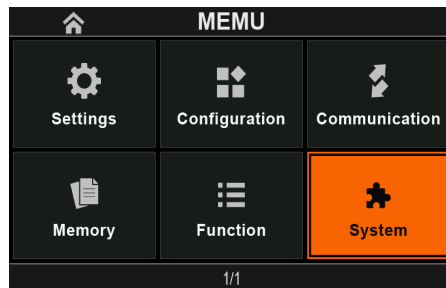 MEMU
Settings
Configuration
Communication
Memory
Function
System
1/1